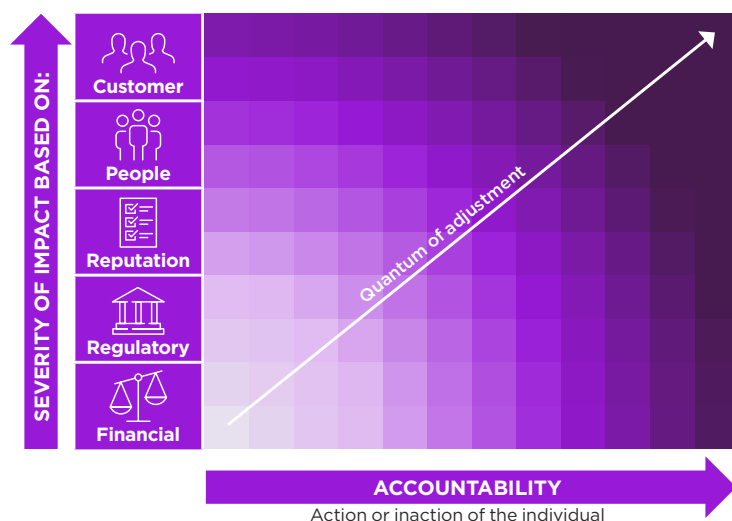 SEVERITY OF IMPACT BASED ON:
Customer
People
Reputation
Regulatory
Financial
Quantum of adjustment
ACCOUNTABILITY
Action or inaction of the individual